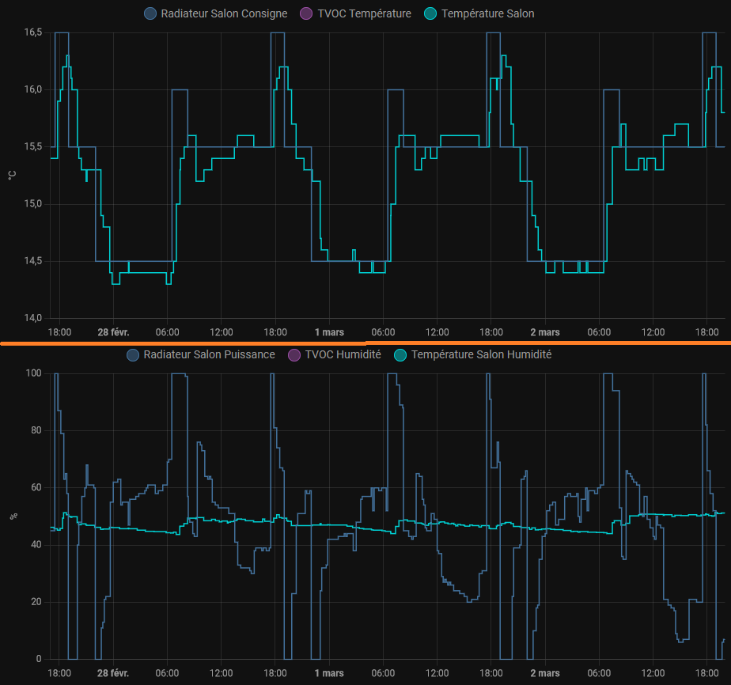 Radiateur Salon Consigne TVOC Température Température Salon
16,5
16,0
15,5
°C
15,0
14,5
14,0
18:00 28 févr. 06:00 12:00 18:00 1 mars 06:00 12:00 18:00 2 mars 06:00 12:00 18:00
Radiateur Salon Puissance TVOC Humidité Température Salon Humidité
100
80
60
%
40
20
0
18:00 28 févr. 06:00 12:00 18:00 1 mars 06:00 12:00 18:00 2 mars 06:00 12:00 18:00